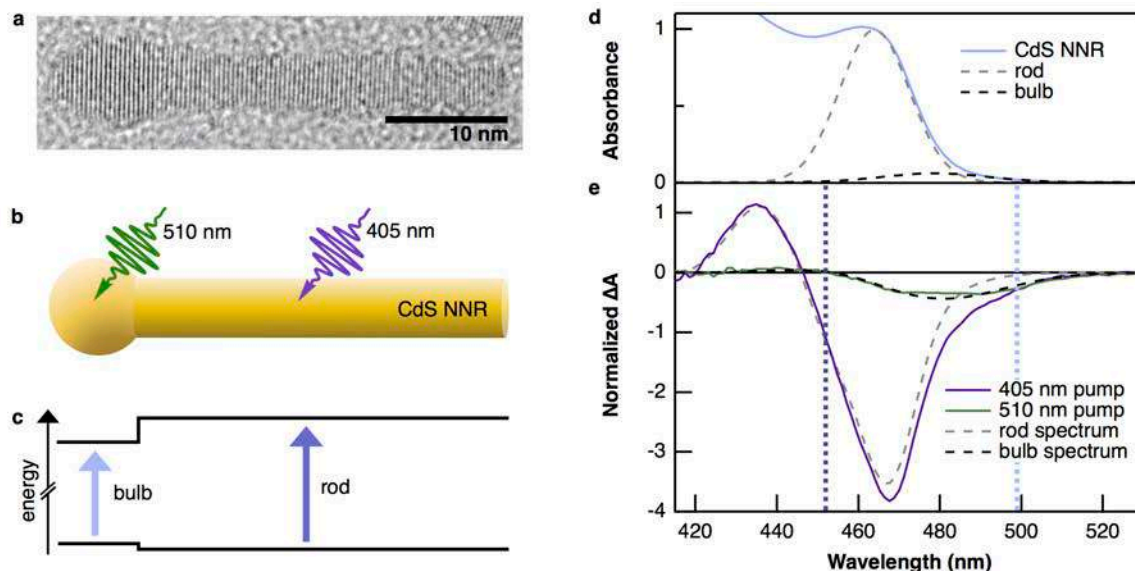 a
10 nm
b
510 nm
405 nm
CdS NNR
c
energy
bulb
rod
d
Absorbance
1
0
CdS NNR
rod
bulb
e
Normalized ΔA
1
0
-1
-2
-3
-4
405 nm pump
510 nm pump
rod spectrum
bulb spectrum
420 440 460 480 500 520
Wavelength (nm)